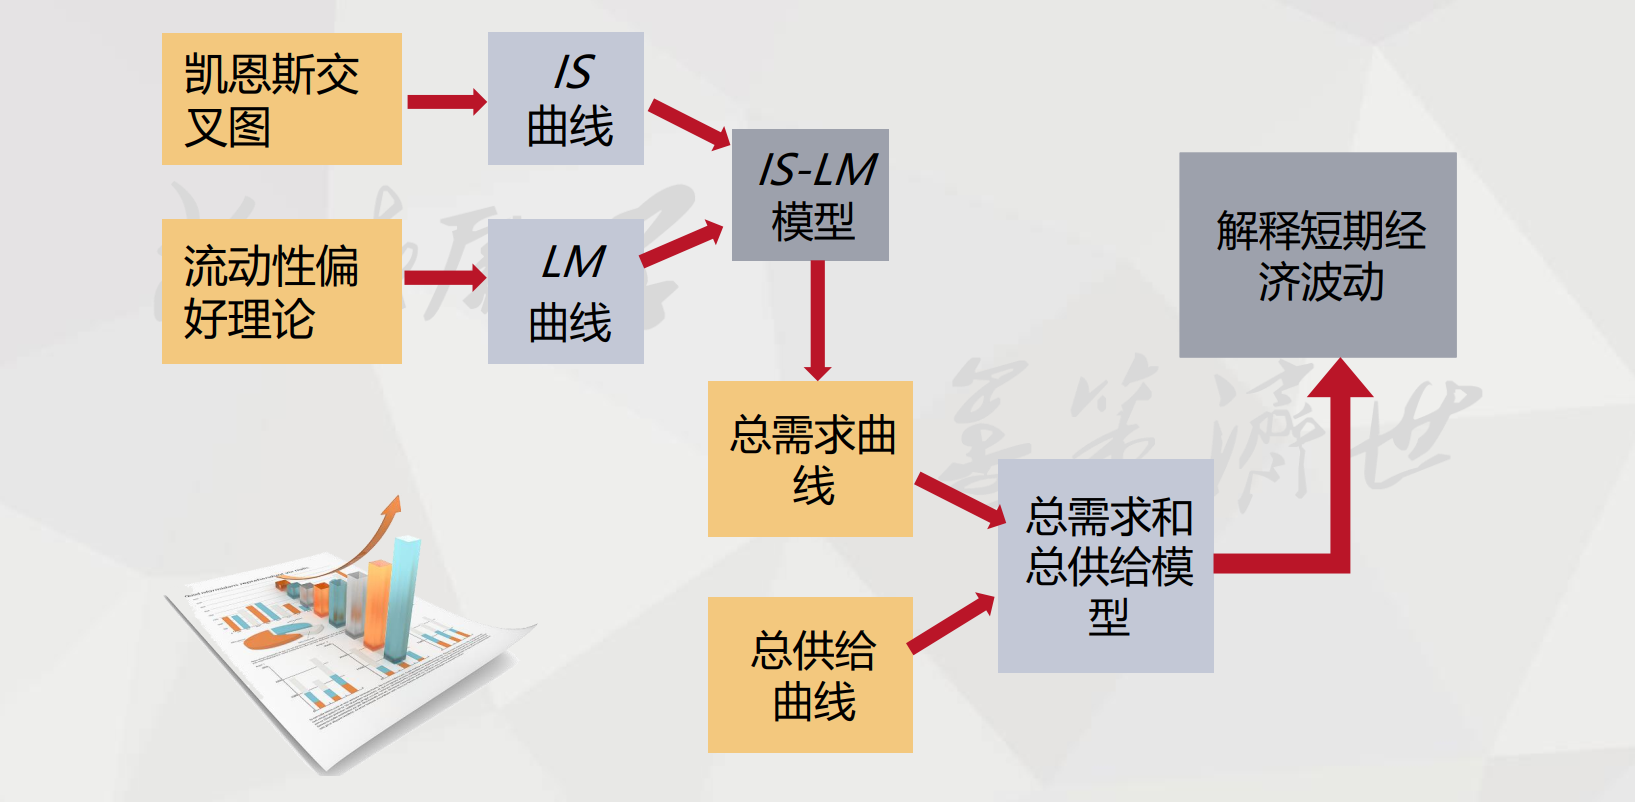 凯恩斯交
叉图
IS
曲线
流动性偏
好理论
LM
曲线
IS-LM
模型
总需求曲
线
总供给
曲线
总需求和
总供给模
型
解释短期经
济波动